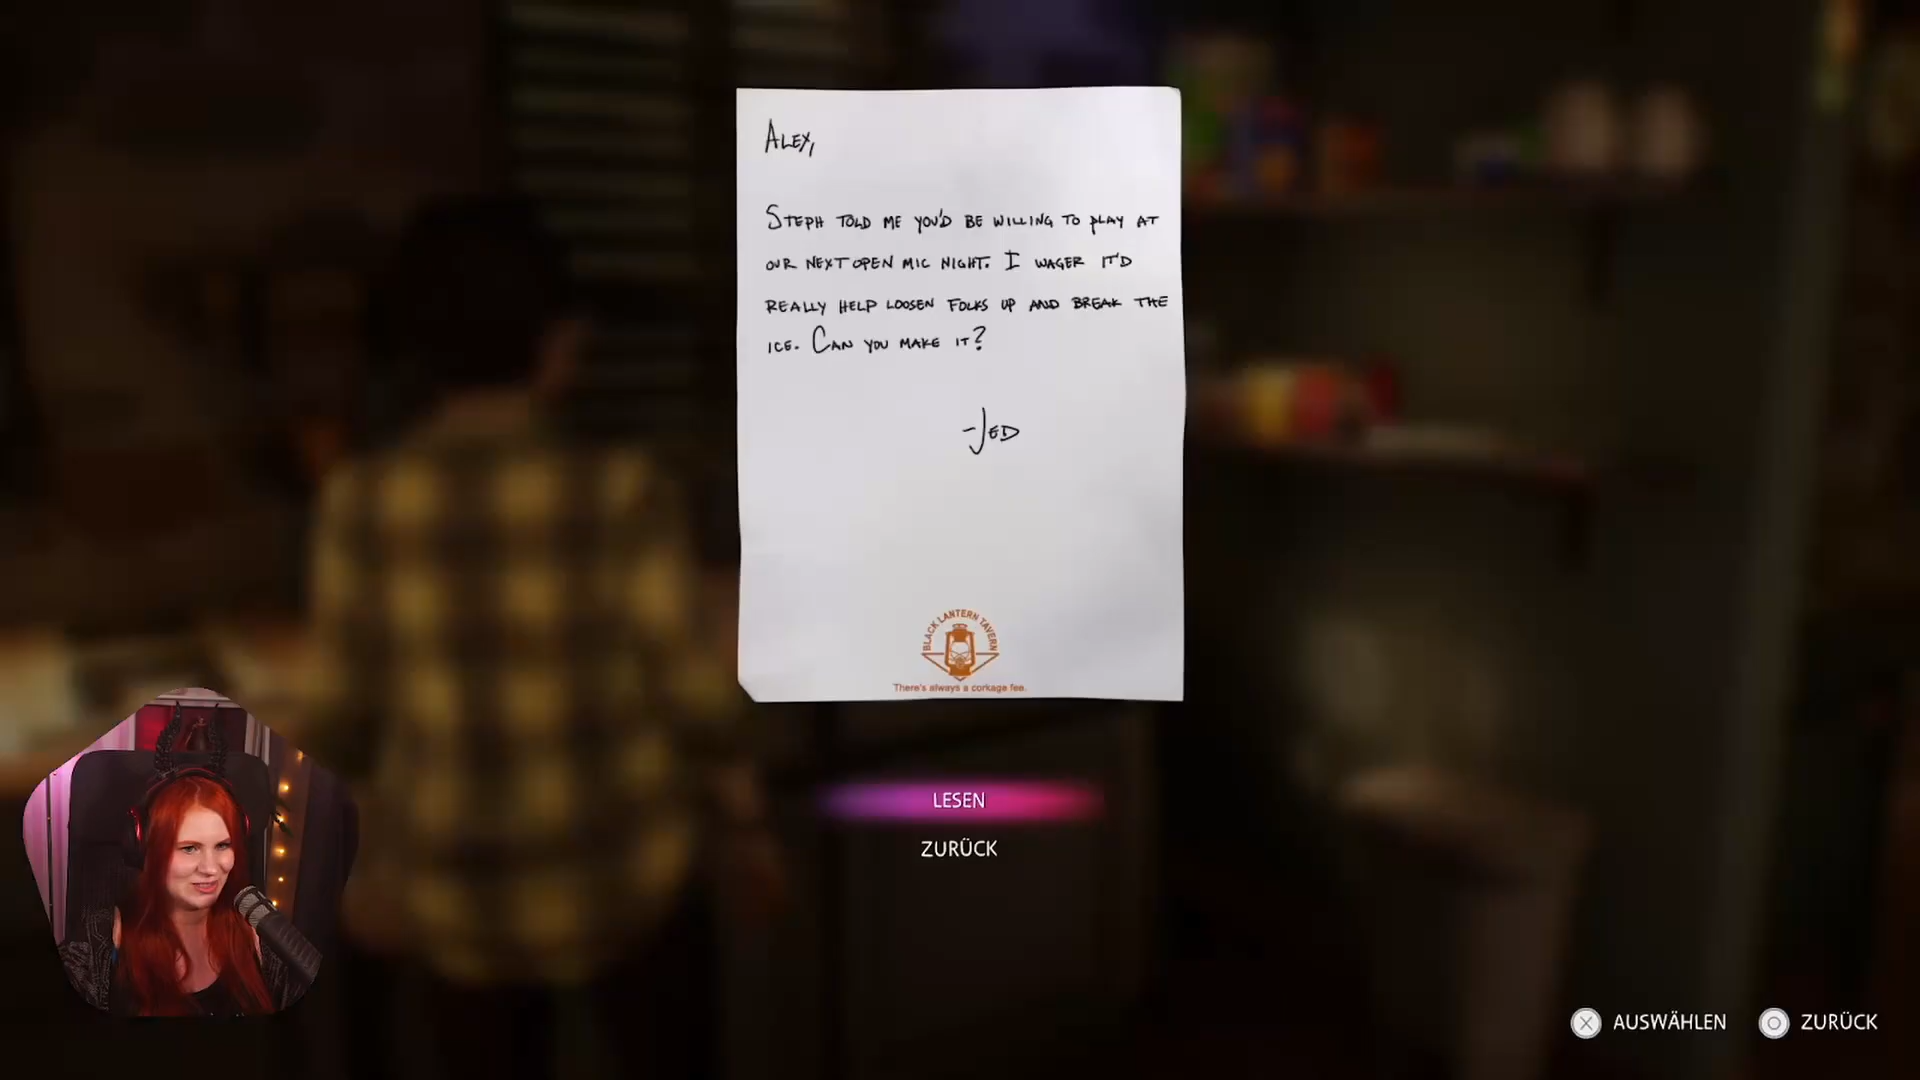 ALEX,
STEPH TOLD ME YOU'D BE WILLING TO PLAY AT
OUR NEXT OPEN MIC NIGHT. I WAGER IT'D
REALLY HELP LOOSEN FOLKS UP AND BREAK THE
ICE. CAN YOU MAKE IT?
-JED
BLACK LANTERN TAVERN
There's always a corkage fee.
LESEN
ZURÜCK
AUSWÄHLEN ZURÜCK